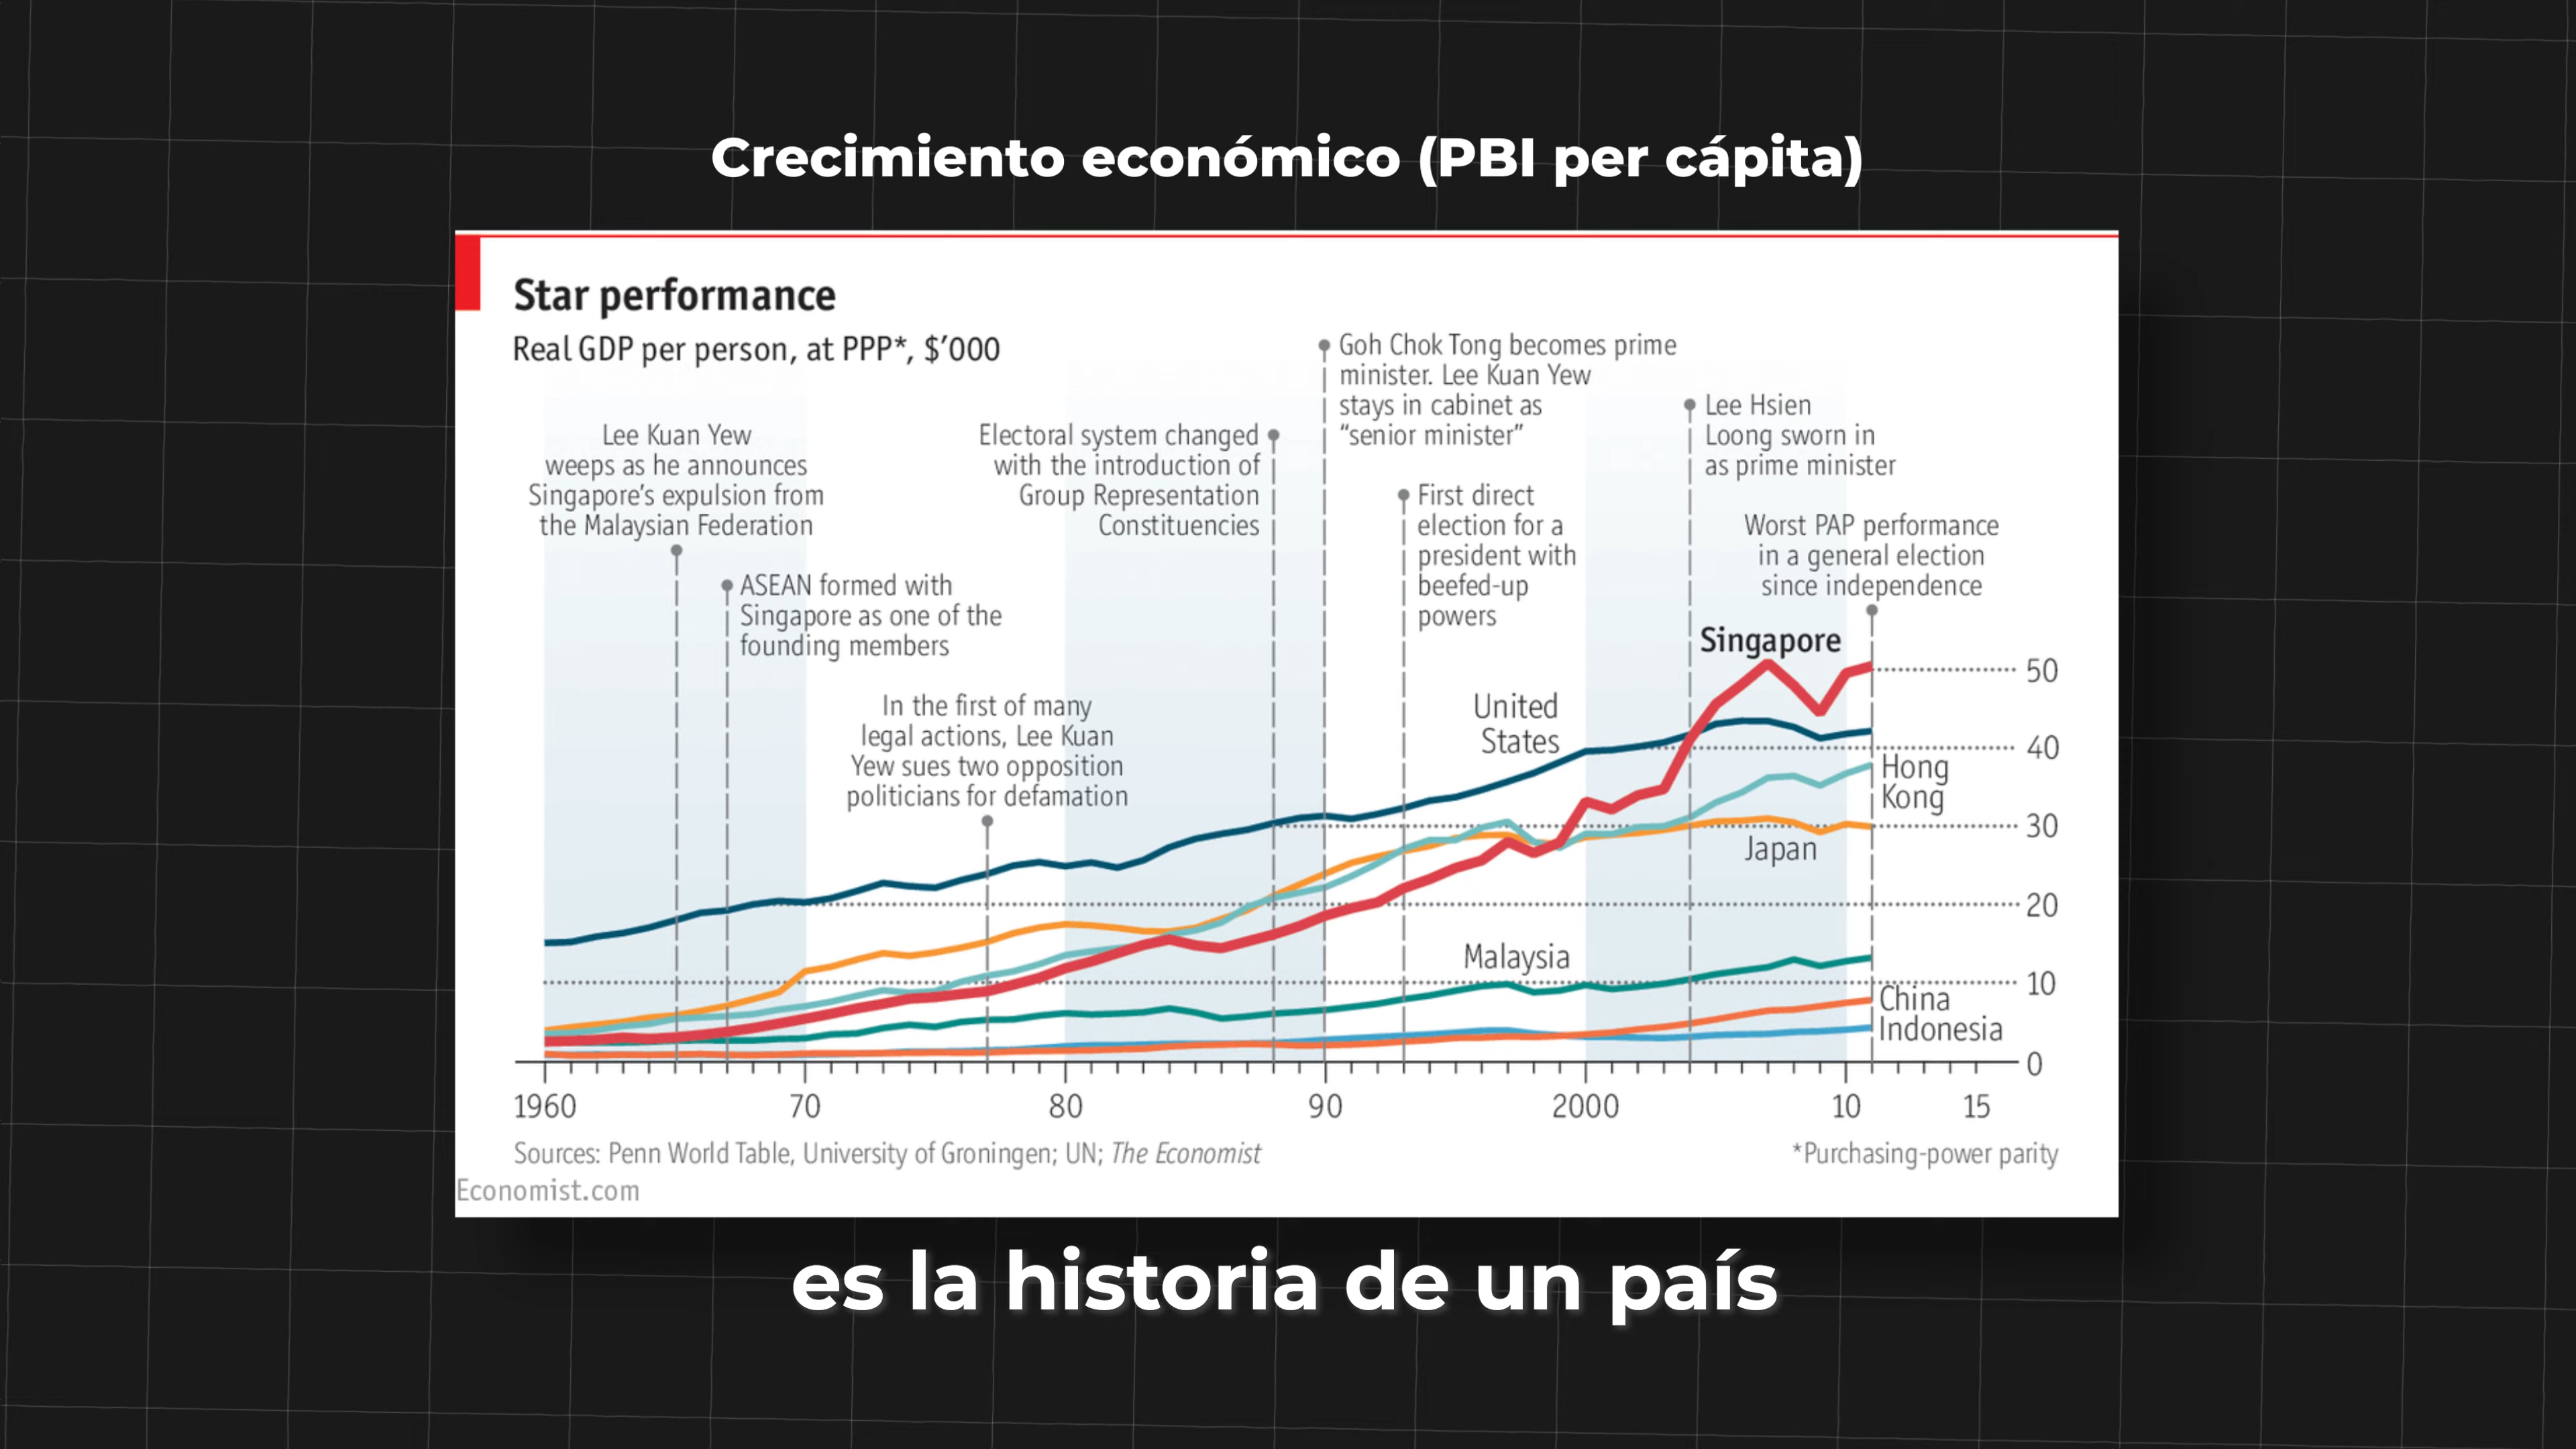 Crecimiento económico (PBI per cápita)
Star performance
Real GDP per person, at PPP*, $'000
Lee Kuan Yew
weeps as he announces
Singapore's expulsion from
the Malaysian Federation
ASEAN formed with
Singapore as one of the
founding members
In the first of many
legal actions, Lee Kuan
Yew sues two opposition
politicians for defamation
Electoral system changed
with the introduction of
Group Representation
Constituencies
Goh Chok Tong becomes prime
minister. Lee Kuan Yew
stays in cabinet as
“senior minister”
First direct
election for a
president with
beefed-up
powers
Lee Hsien
Loong sworn in
as prime minister
Worst PAP performance
in a general election
since independence
Singapore
United
States
Hong
Kong
Japan
Malaysia
China
Indonesia
50
40
30
20
10
0
1960 70 80 90 2000 10 15
Sources: Penn World Table, University of Groningen; UN; The Economist
*Purchasing-power parity
Economist.com
es la historia de un país